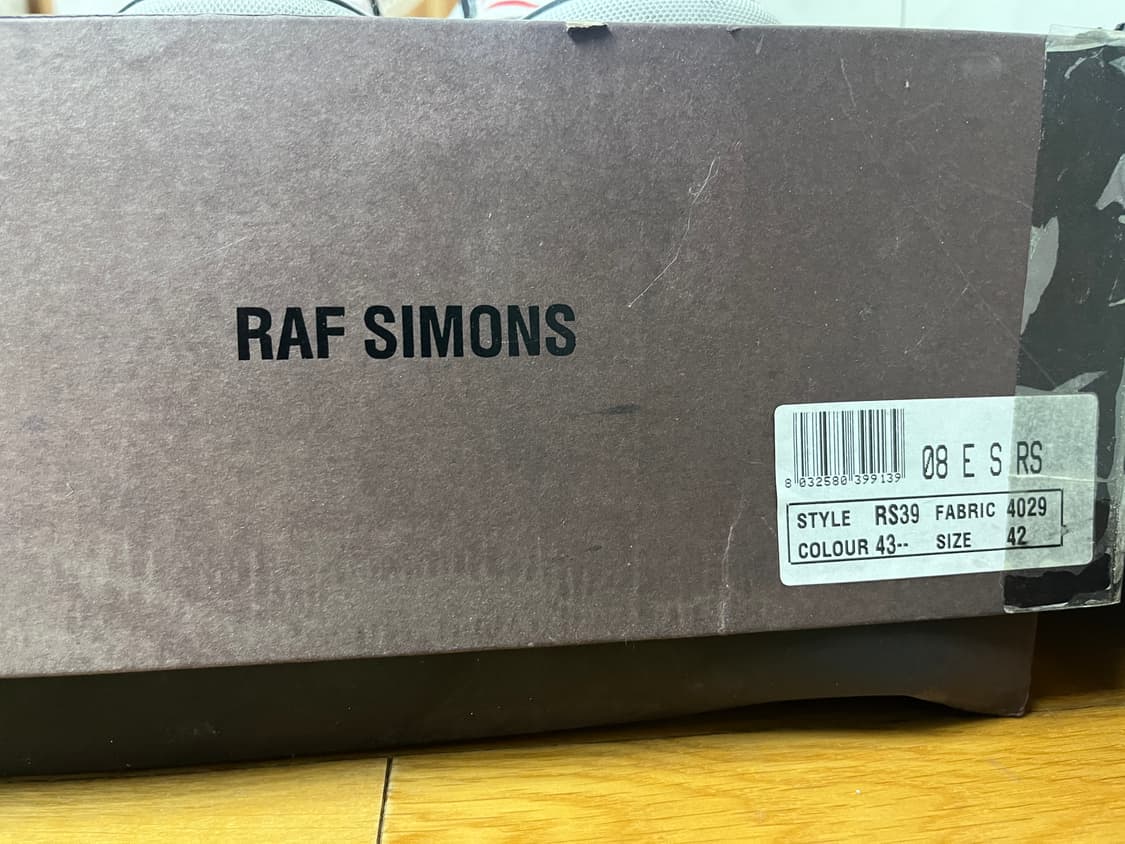 RAF SIMONS
08 E S RS
8 032580 399139
STYLE RS39 FABRIC 4029
COLOUR 43-- SIZE 42